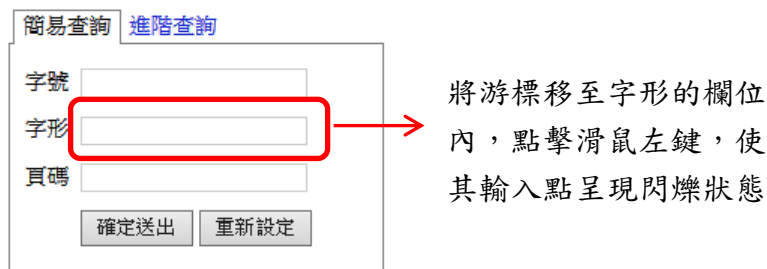 簡易查詢 進階查詢
字號
字形
頁碼
確定送出 重新設定
將游標移至字形的欄位
內，點擊滑鼠左鍵，使
其輸入點呈現閃爍狀態